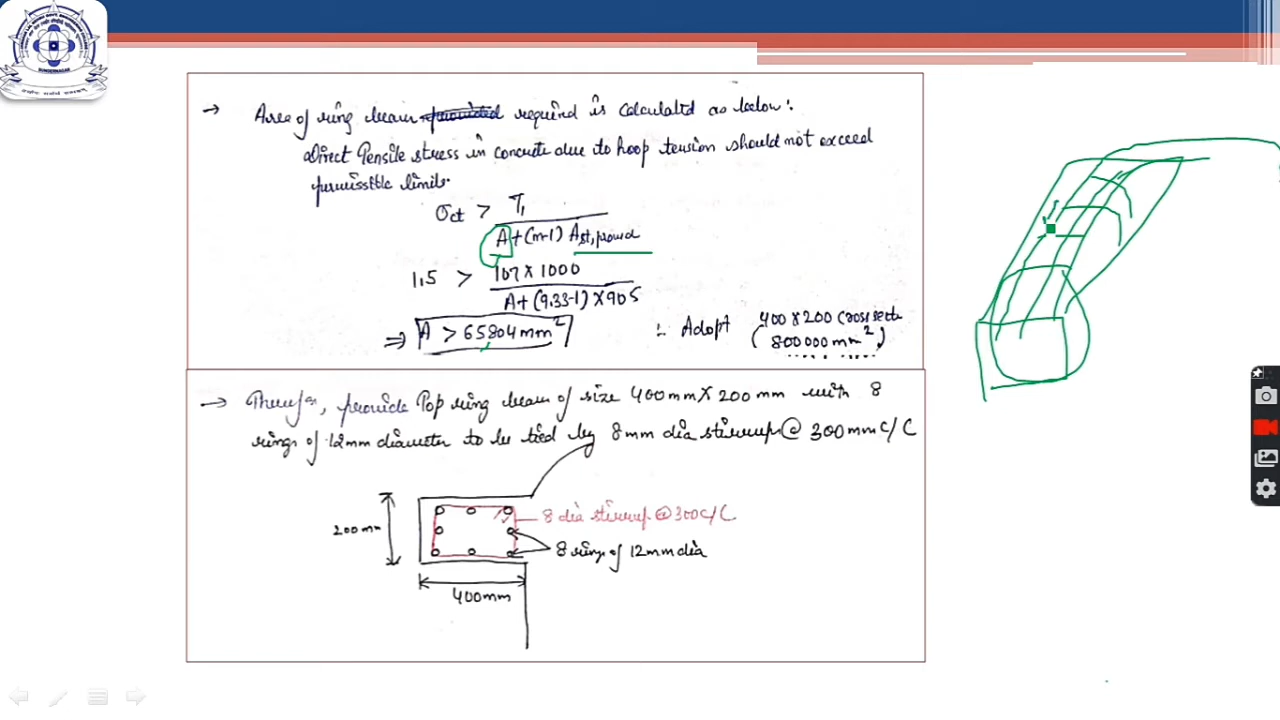 → Area of ring beam provided required is calculated as below :
Direct Tensile stress in concrete due to hoop tension should not exceed
permissible limit.
σct > T1
A + (m-1) Ast,provd
1.5 > 107 X 1000
A + (9.33-1) X 905
⇒ A > 65804 mm²
∴ Adopt 400 X 200 cross sectn
(800000 mm²)
→ provide Top ring beam of size 400mm X 200 mm with 8
rings of 12mm diameter to be tied by 8mm dia stirrup @ 300mm C/C
200mm
8 dia stirrup @ 300 C/C
8 rings of 12mm dia
400mm
SUNDERNAGAR